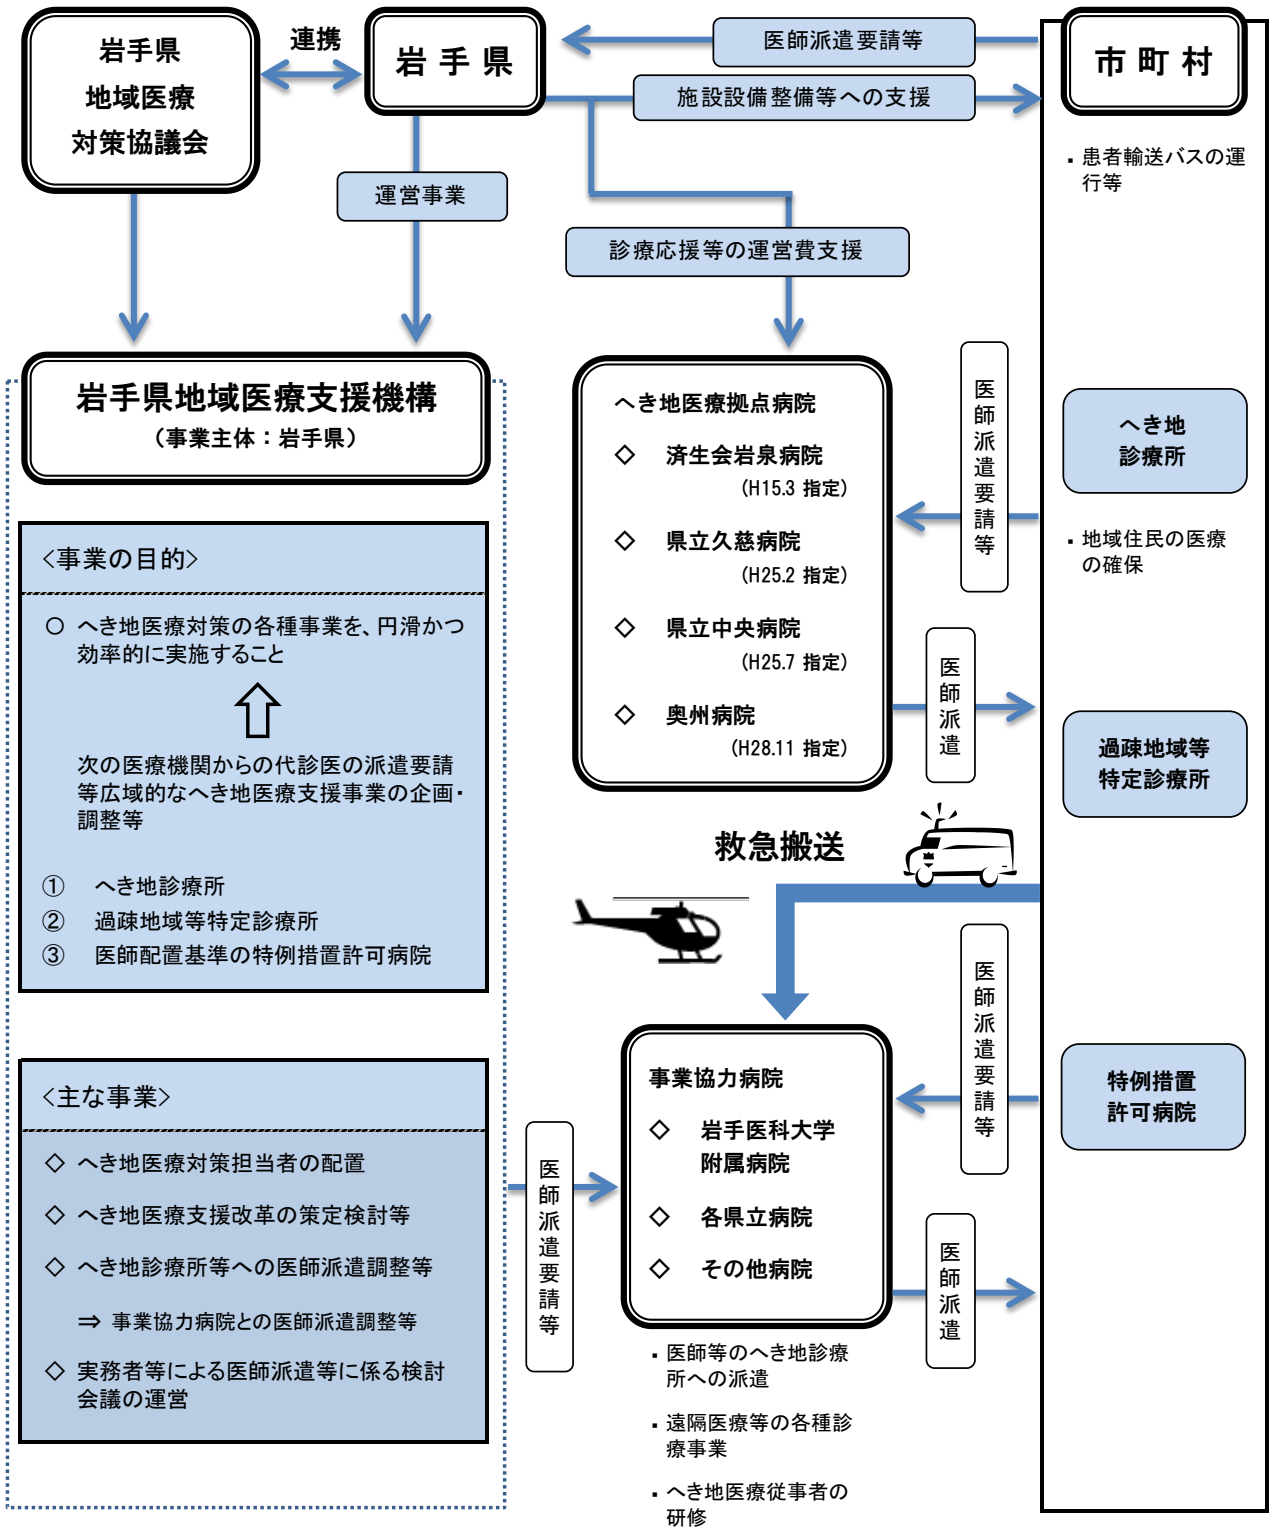 岩手県
地域医療
対策協議会
連携
岩手県
医師派遣要請等
施設設備整備等への支援
市町村
▪ 患者輸送バスの運
行等
運営事業
診療応援等の運営費支援
岩手県地域医療支援機構
（事業主体：岩手県）
<事業の目的>
○ へき地医療対策の各種事業を、円滑かつ
効率的に実施すること
次の医療機関からの代診医の派遣要請
等広域的なへき地医療支援事業の企画・
調整等
① へき地診療所
② 過疎地域等特定診療所
③ 医師配置基準の特例措置許可病院
<主な事業>
◇ へき地医療対策担当者の配置
◇ へき地医療支援改革の策定検討等
◇ へき地診療所等への医師派遣調整等
⇒ 事業協力病院との医師派遣調整等
◇ 実務者等による医師派遣等に係る検討
会議の運営
へき地医療拠点病院
◇ 済生会岩泉病院
（H15.3 指定）
◇ 県立久慈病院
（H25.2 指定）
◇ 県立中央病院
（H25.7 指定）
◇ 奥州病院
（H28.11 指定）
医師派遣要請等
医師派遣
へき地
診療所
▪ 地域住民の医療
の確保
過疎地域等
特定診療所
救急搬送
医師派遣要請等
特例措置
許可病院
医師派遣要請等
事業協力病院
◇ 岩手医科大学
附属病院
◇ 各県立病院
◇ その他病院
医師派遣
▪ 医師等のへき地診療
所への派遣
▪ 遠隔医療等の各種診
療事業
▪ へき地医療従事者の
研修